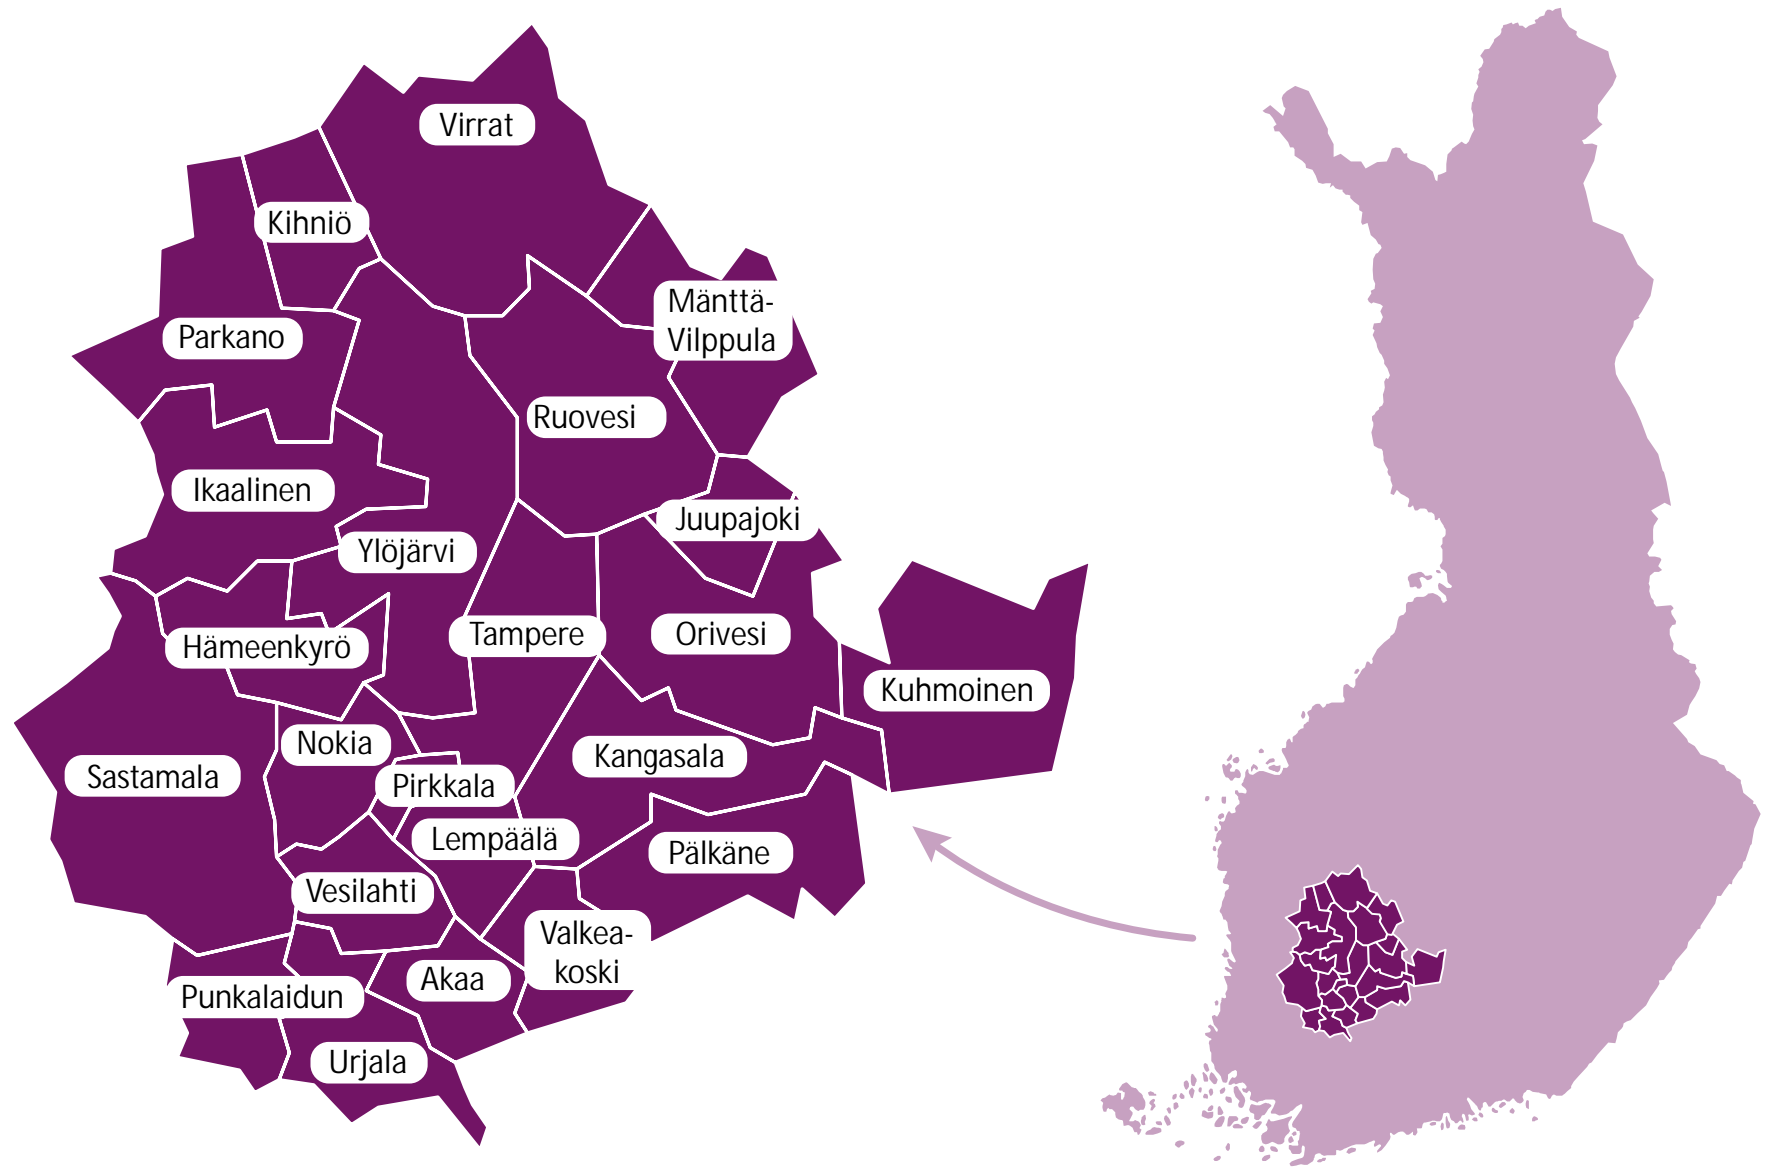 Virrat
Kihniö
Mänttä-
Vilppula
Parkano
Ruovesi
Ikaalinen
Juupajoki
Ylöjärvi
Tampere
Orivesi
Hämeenkyrö
Kuhmoinen
Nokia
Kangasala
Sastamala
Pirkkala
Lempäälä
Pälkäne
Vesilahti
Valkea-
koski
Akaa
Punkalaidun
Urjala